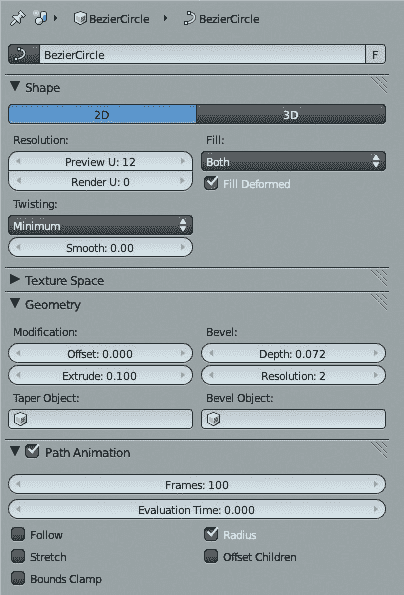 BezierCircle BezierCircle
BezierCircle F
Shape
2D 3D
Resolution: Fill:
Preview U: 12 Both
Render U: 0 Fill Deformed
Twisting:
Minimum
Smooth: 0.00
Texture Space
Geometry
Modification: Bevel:
Offset: 0.000 Depth: 0.072
Extrude: 0.100 Resolution: 2
Taper Object: Bevel Object:
Path Animation
Frames: 100
Evaluation Time: 0.000
Follow Radius
Stretch Offset Children
Bounds Clamp